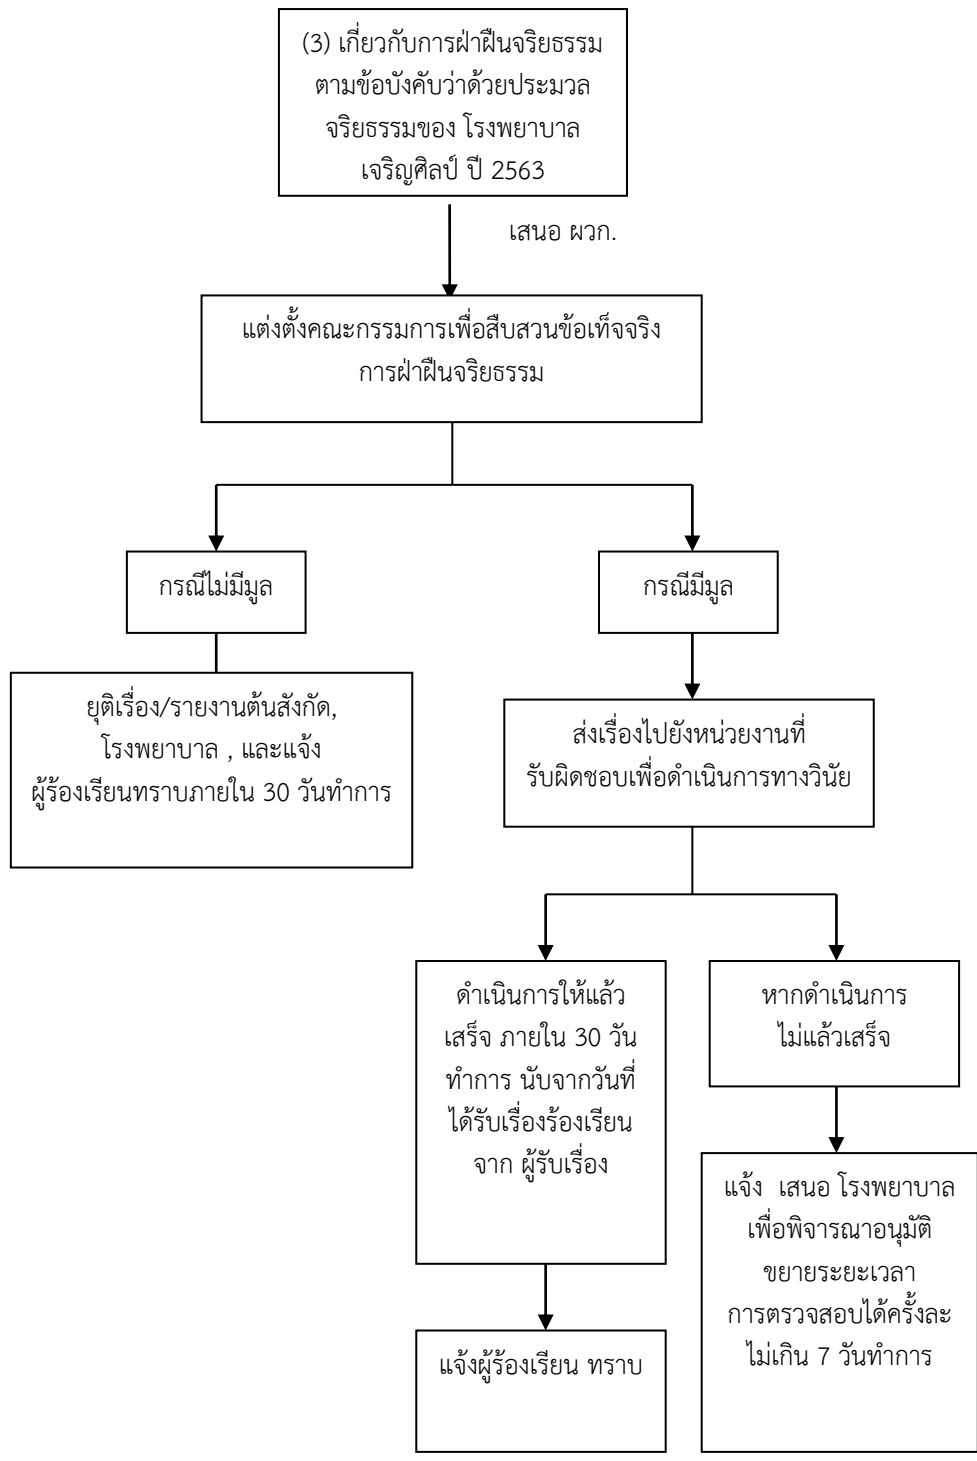 (3) เกี่ยวกับการฝ่าฝืนจริยธรรม
ตามข้อบังคับว่าด้วยประมวล
จริยธรรมของ โรงพยาบาล
เจริญศิลป์ ปี 2563
เสนอ ผวก.
แต่งตั้งคณะกรรมการเพื่อสืบสวนข้อเท็จจริง
การฝ่าฝืนจริยธรรม
กรณีไม่มีมูล
กรณีมีมูล
ยุติเรื่อง/รายงานต้นสังกัด,
โรงพยาบาล , และแจ้ง
ผู้ร้องเรียนทราบภายใน 30 วันทำการ
ส่งเรื่องไปยังหน่วยงานที่
รับผิดชอบเพื่อดำเนินการทางวินัย
ดำเนินการให้แล้ว
เสร็จ ภายใน 30 วัน
ทำการ นับจากวันที่
ได้รับเรื่องร้องเรียน
จาก ผู้รับเรื่อง
หากดำเนินการ
ไม่แล้วเสร็จ
แจ้ง เสนอ โรงพยาบาล
เพื่อพิจารณาอนุมัติ
ขยายระยะเวลา
การตรวจสอบได้ครั้งละ
ไม่เกิน 7 วันทำการ
แจ้งผู้ร้องเรียน ทราบ